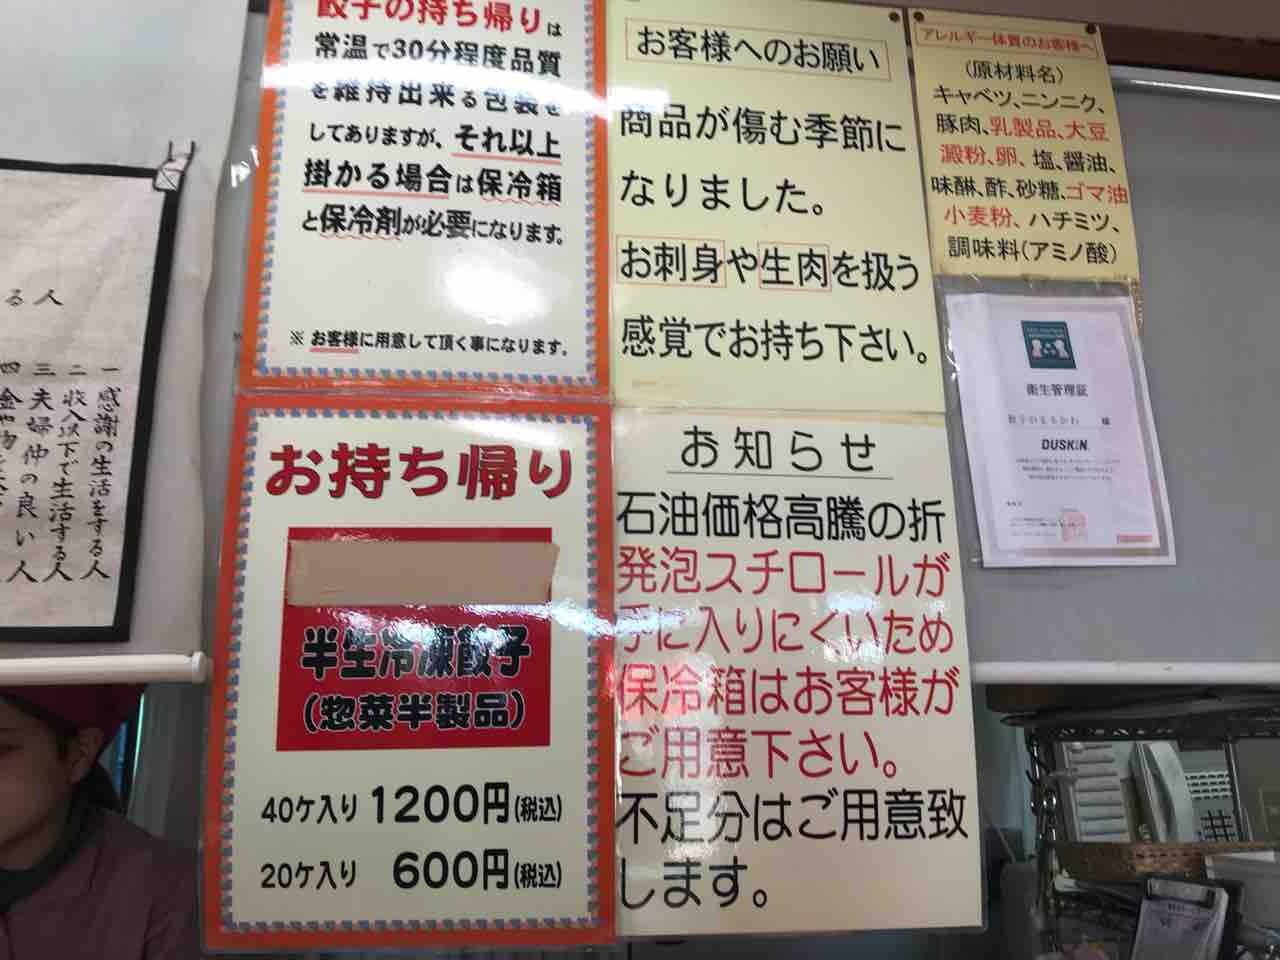 餃子の持ち帰りは
常温で30分程度品質
を維持出来る包装を
してありますが、それ以上
掛かる場合は保冷箱
と保冷剤が必要になります。
※ お客様に用意して頂く事になります。
お持ち帰り
半生冷凍餃子
(惣菜半製品)
40ケ入り 1200円(税込)
20ケ入り 600円(税込)
お客様へのお願い
商品が傷む季節に
なりました。
お刺身や生肉を扱う
感覚でお持ち下さい。
お知らせ
石油価格高騰の折
発泡スチロールが
手に入りにくいため
保冷箱はお客様が
ご用意下さい。
不足分はご用意致
します。
アレルギー体質のお客様へ
(原材料名)
キャベツ、ニンニク、
豚肉、乳製品、大豆
澱粉、卵、塩、醤油、
味醂、酢、砂糖、ゴマ油
小麦粉、ハチミツ、
調味料(アミノ酸)
衛生管理証
様
DUSKIN
る人
一 感謝の生活をする人
二 収入以下で生活する人
三 夫婦仲の良い人
四 金や物を